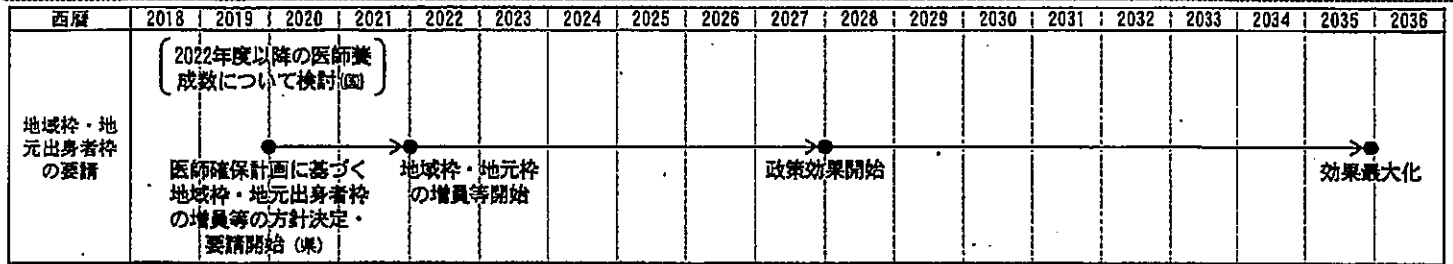 西暦 2018 2019 2020 2021 2022 2023 2024 2025 2026 2027 2028 2029 2030 2031 2032 2033 2034 2035 2036
2022年度以降の医師養
成数について検討(国)
地域枠・地
元出身者枠
の要請
医師確保計画に基づく
地域枠・地元出身者枠
の増員等の方針決定・
要請開始(県)
地域枠・地元枠
の増員等開始
政策効果開始
効果最大化